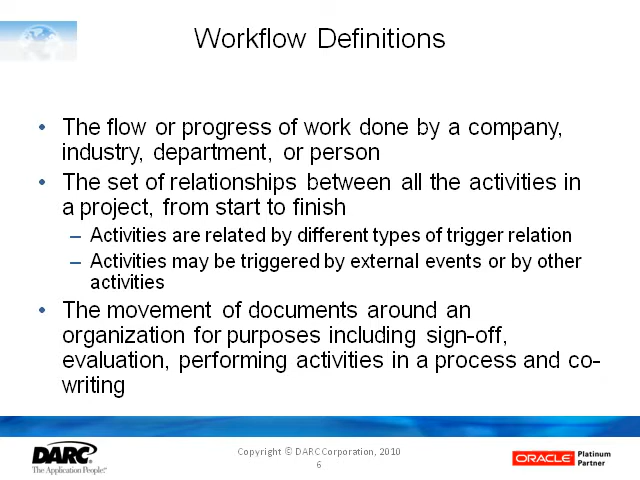 Workflow Definitions
• The flow or progress of work done by a company,
industry, department, or person
• The set of relationships between all the activities in
a project, from start to finish
– Activities are related by different types of trigger relation
– Activities may be triggered by external events or by other
activities
• The movement of documents around an
organization for purposes including sign-off,
evaluation, performing activities in a process and co-
writing
DARC
The Application People.®
Copyright © DARC Corporation, 2010
6
ORACLE
Platinum
Partner